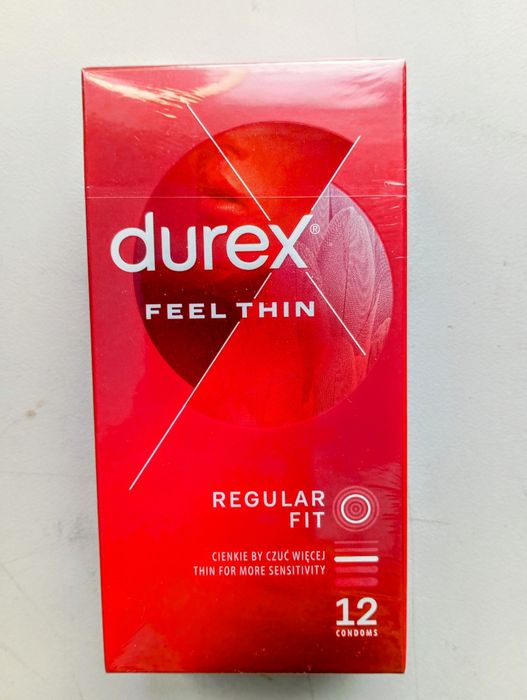 durex®
FEEL THIN
REGULAR
FIT
CIENKIE BY CZUĆ WIĘCEJ
THIN FOR MORE SENSITIVITY
12
CONDOMS